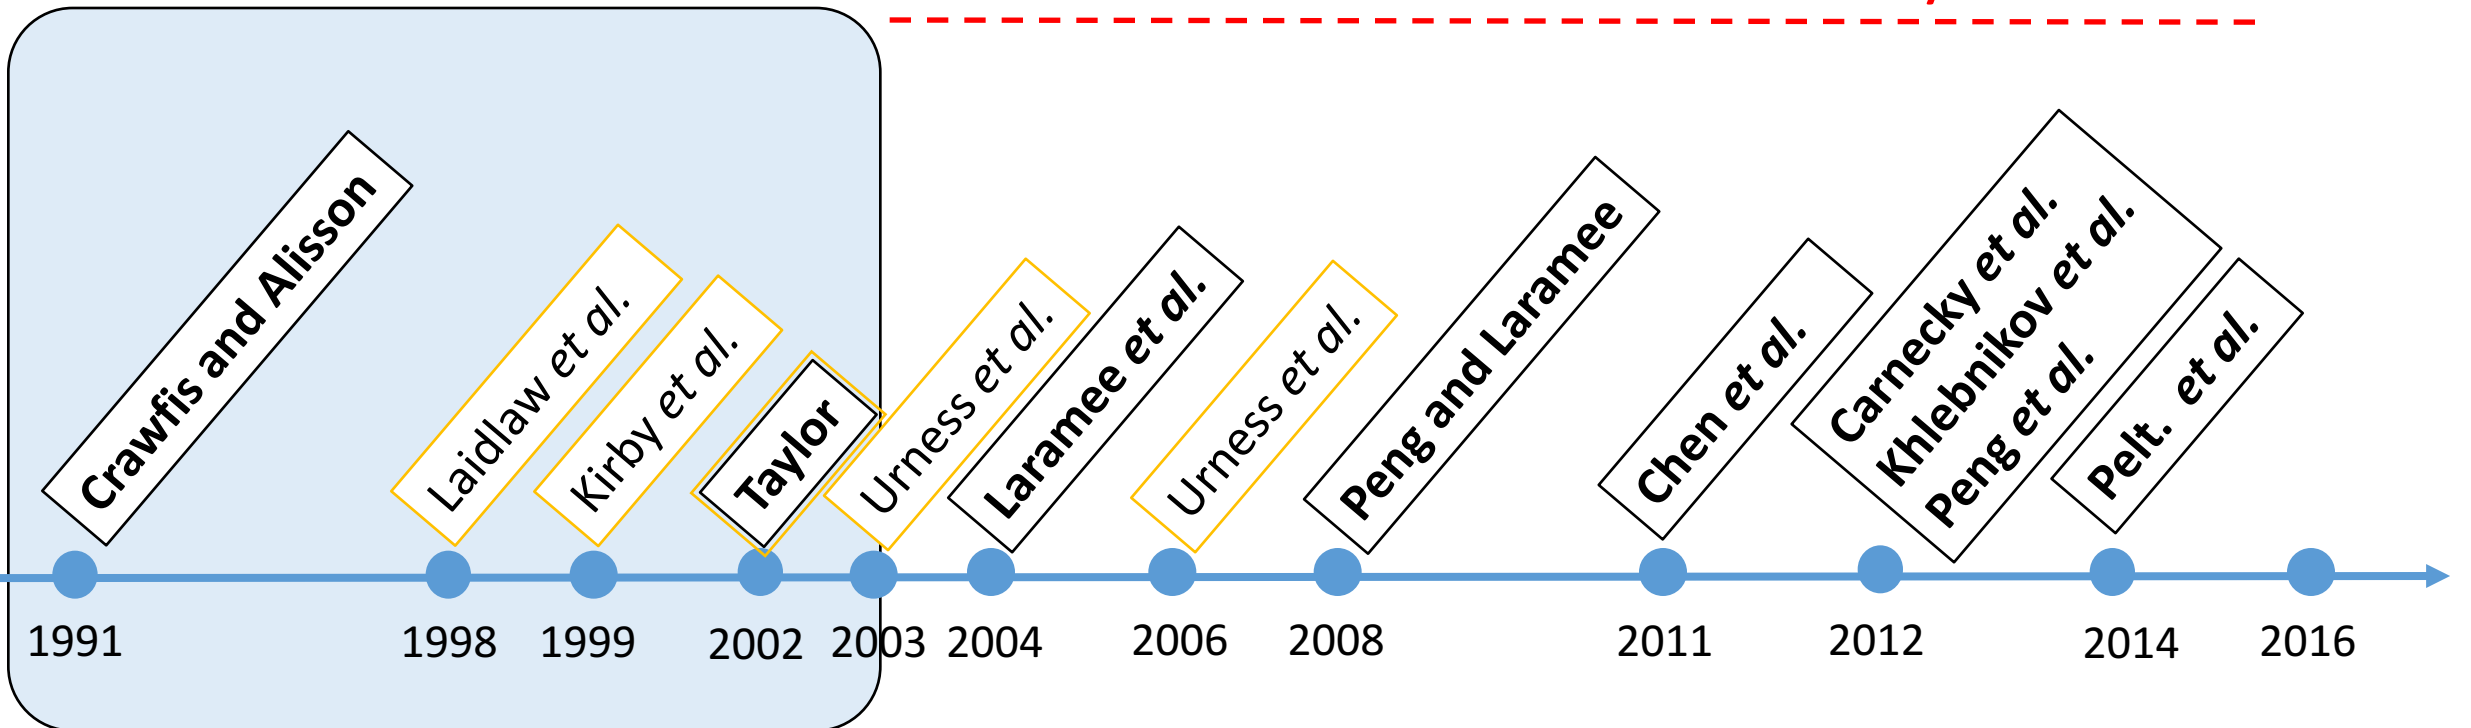 Crawfis and Alisson
Laidlaw et al.
Kirby et al.
Taylor
Urness et al.
Laramee et al.
Urness et al.
Peng and Laramee
Chen et al.
Carnecky et al.
Khlebnikov et al.
Peng et al.
Pelt. et al.
1991
1998
1999
2002
2003
2004
2006
2008
2011
2012
2014
2016